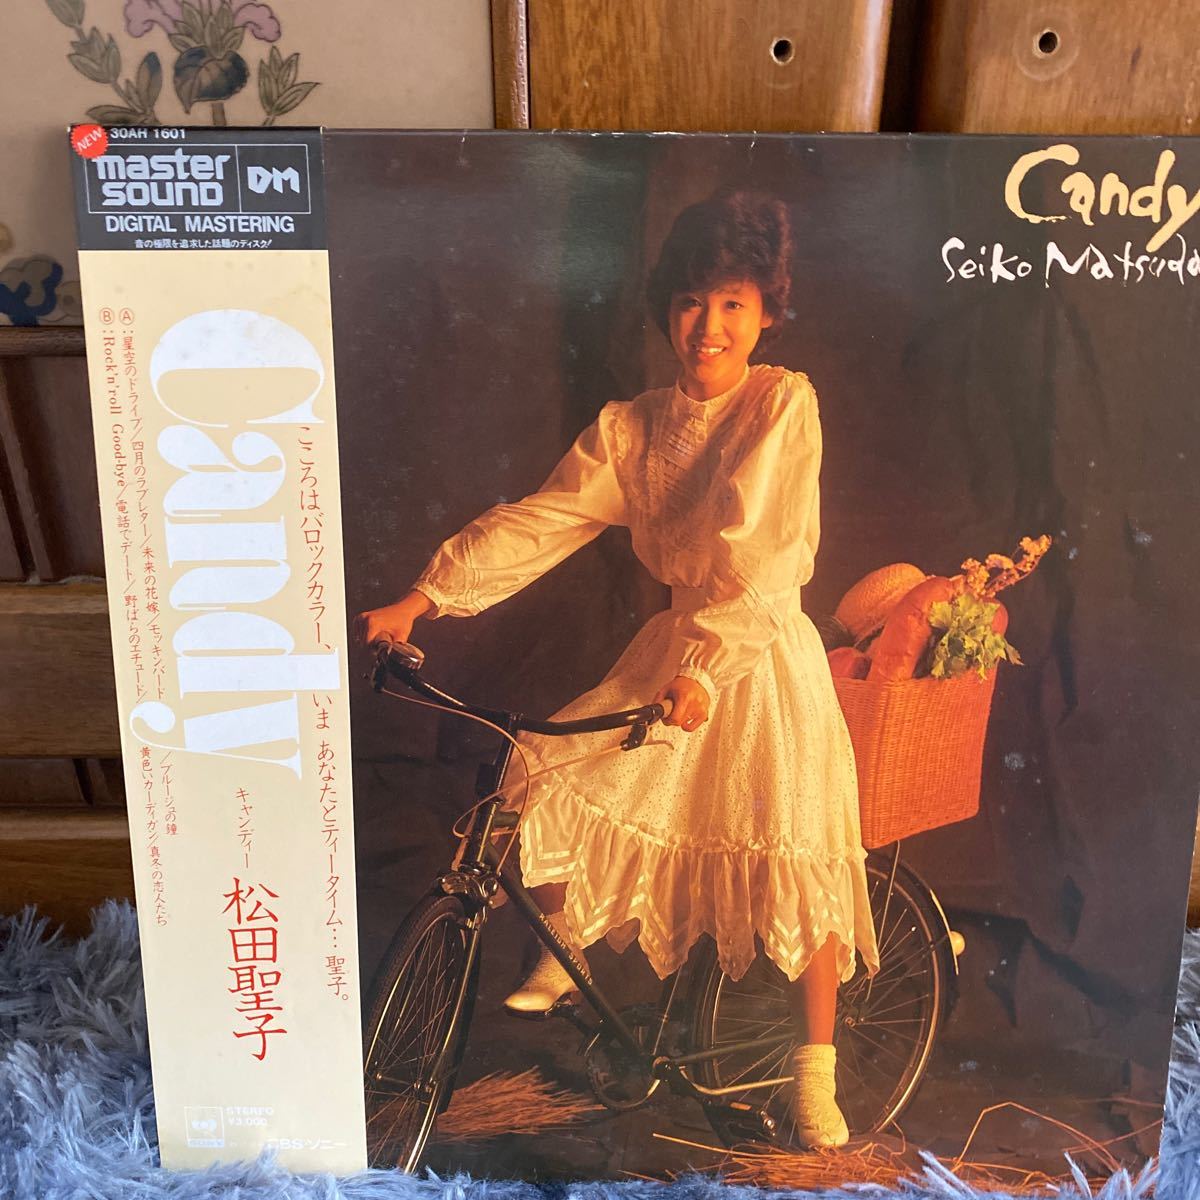 NEW
30AH 1601
master
SOUND
DM
DIGITAL MASTERING
音の極限を追求した話題のディスク!
Candy
こころはバロックカラー、いま あなたとティータイム… 聖子。
Ⓐ:星空のドライブ/四月のラブレター/未来の花嫁/モッキンバード/ブルージュの鐘
Ⓑ:Rock'n'roll Good-bye/電話でデート/野ばらのエチュード/黄色いカーディガン/真冬の恋人たち
キャンディー
松田聖子
SONY
STEREO
¥3,000
CBS・ソニー
Candy
Seiko Matsuda
RALEIGH SPORTS